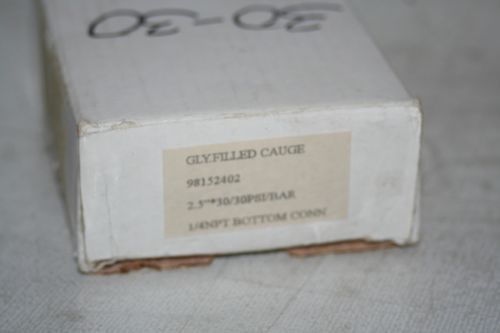 30-30
GLY.FILLED CAUGE
98152402
2.5"*30/30PSI/BAR
1/4NPT BOTTOM CONN